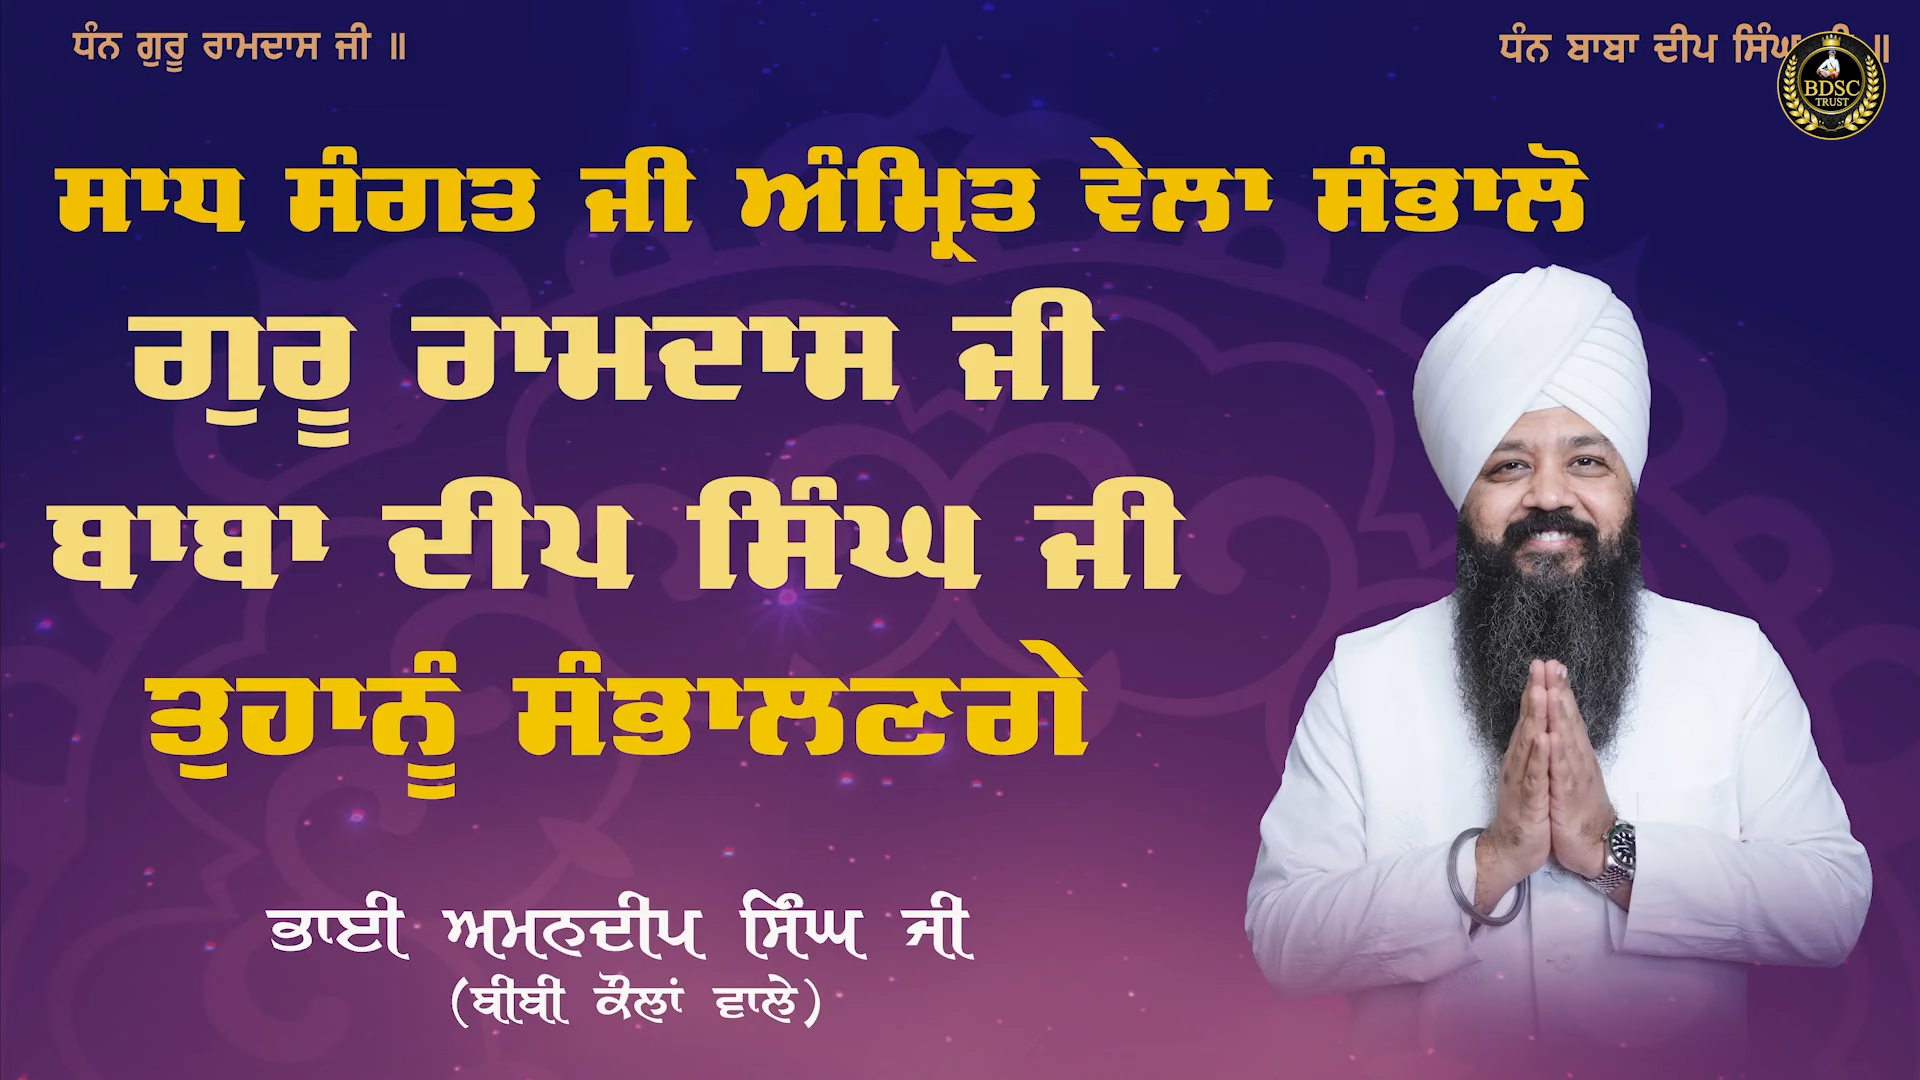 ਧੰਨ ਗੁਰੂ ਰਾਮਦਾਸ ਜੀ ॥
ਧੰਨ ਬਾਬਾ ਦੀਪ ਸਿੰਘ ਜੀ ॥
BDSC
TRUST
ਸਾਧ ਸੰਗਤ ਜੀ ਅੰਮ੍ਰਿਤ ਵੇਲਾ ਸੰਭਾਲੋ
ਗੁਰੂ ਰਾਮਦਾਸ ਜੀ
ਬਾਬਾ ਦੀਪ ਸਿੰਘ ਜੀ
ਤੁਹਾਨੂੰ ਸੰਭਾਲਣਗੇ
ਭਾਈ ਅਮਨਦੀਪ ਸਿੰਘ ਜੀ
(ਬੀਬੀ ਕੌਲਾਂ ਵਾਲੇ)